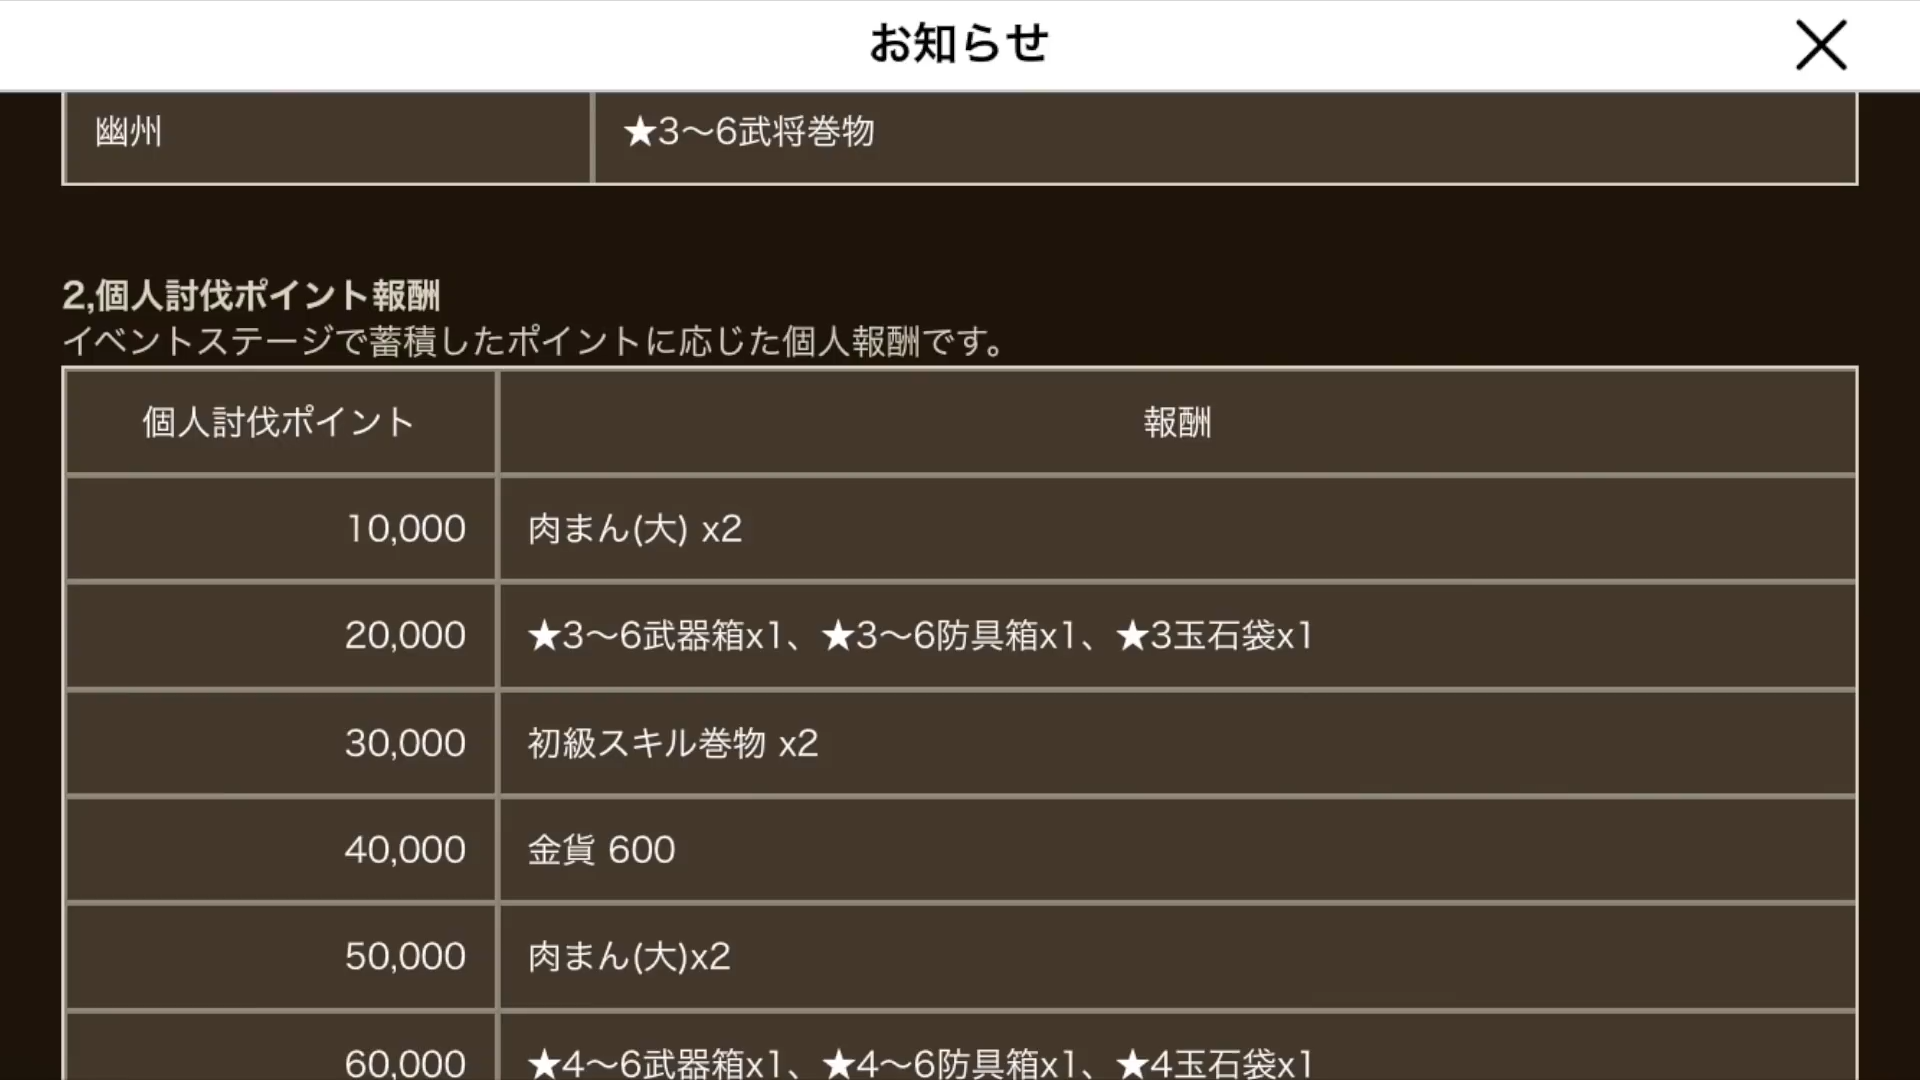 お知らせ
幽州 ★3〜6武将巻物
2,個人討伐ポイント報酬
イベントステージで蓄積したポイントに応じた個人報酬です。
個人討伐ポイント 報酬
10,000 肉まん(大) x2
20,000 ★3〜6武器箱x1、★3〜6防具箱x1、★3玉石袋x1
30,000 初級スキル巻物 x2
40,000 金貨 600
50,000 肉まん(大)x2
60,000 ★4〜6武器箱x1、★4〜6防具箱x1、★4玉石袋x1